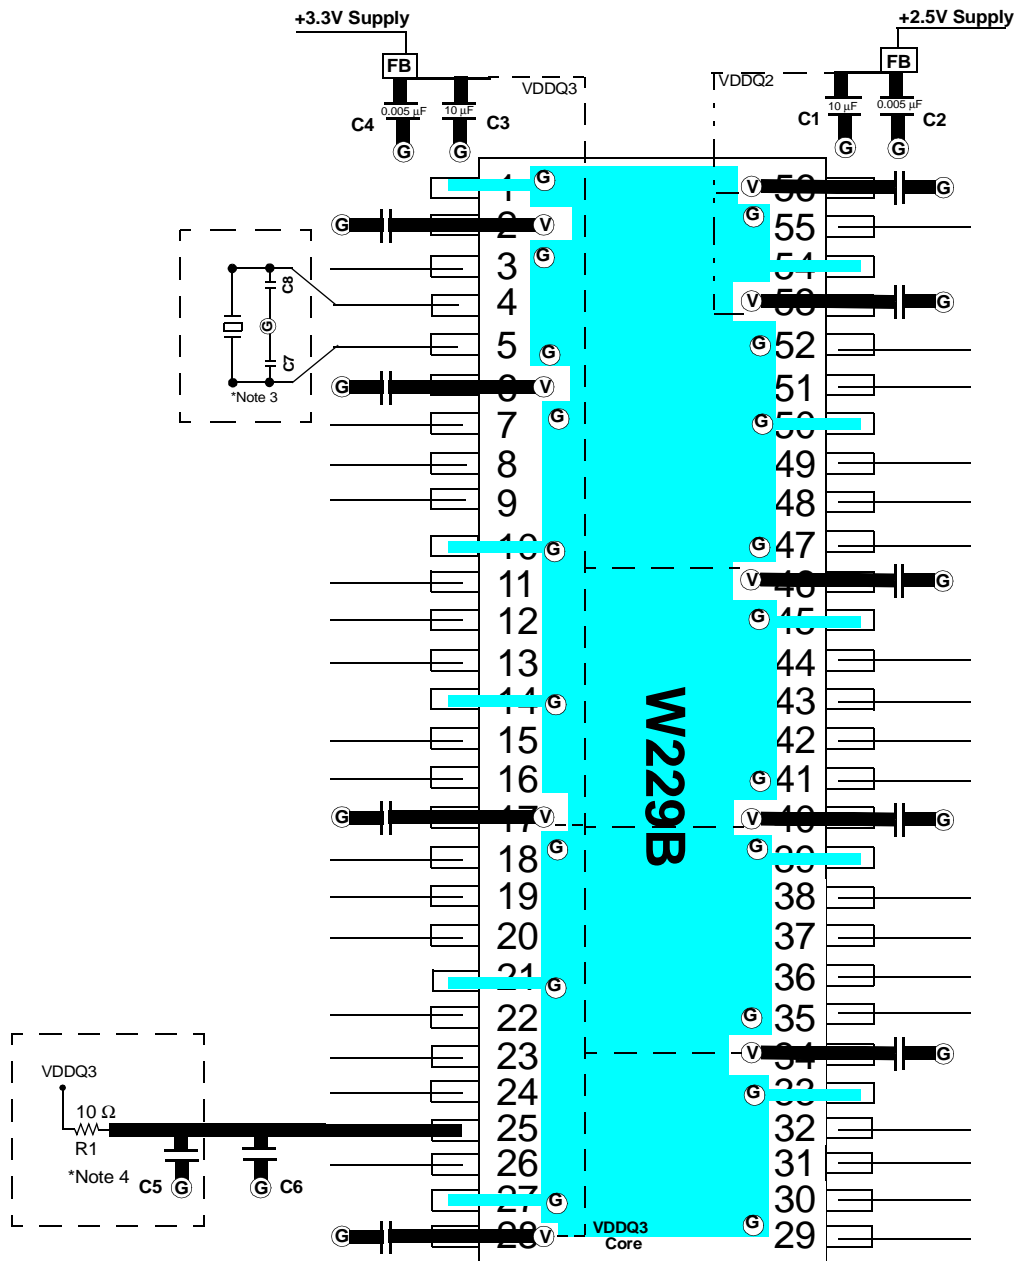 +3.3V Supply
+2.5V Supply
FB
FB
VDDQ3
VDDQ2
0.005 µF
10 µF
10 µF
0.005 µF
C4
C3
C1
C2
G
G
G
G
1
G
V
56
G
G
2
V
G
55
3
G
54
C8
4
V
53
G
G
5
G
G
52
C7
*Note 3
G
6
V
51
7
G
G
50
8
49
9
48
10
G
G
47
11
V
46
G
12
G
45
13
44
14
G
43
15
42
16
G
41
W229B
G
17
V
V
40
G
18
G
G
39
19
38
20
37
21
G
36
22
G
35
23
V
34
G
VDDQ3
24
G
33
10 Ω
R1
25
32
*Note 4
C5
G
G
C6
26
31
27
G
30
G
28
V
VDDQ3
Core
G
29